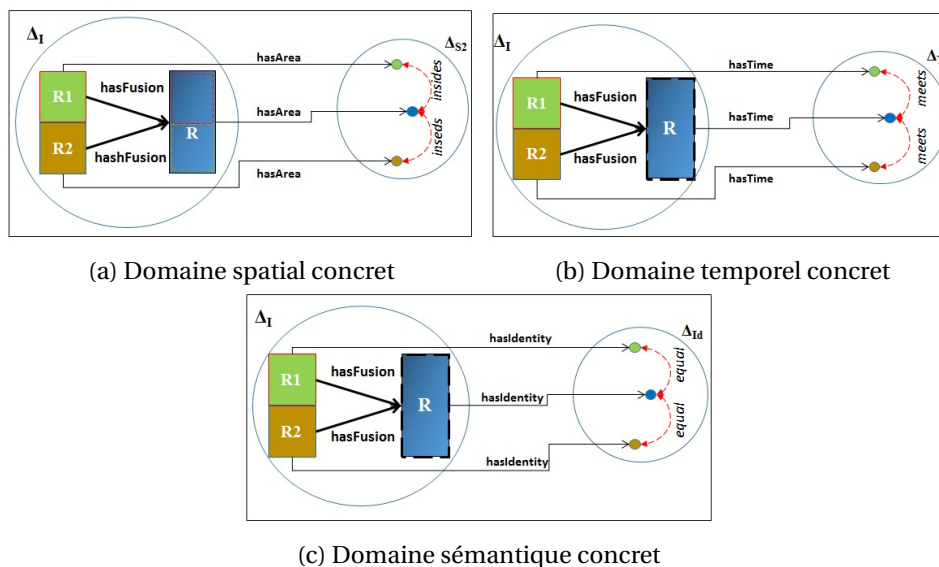 ΔI
ΔS2
hasArea
R1
hasFusion
insides
R
hasArea
R2
hashFusion
inseds
hasArea
(a) Domaine spatial concret
ΔI
hasTime
R1
hasFusion
meets
R
hasTime
R2
hasFusion
meets
hasTime
(b) Domaine temporel concret
ΔI
ΔId
hasIdentity
R1
hasFusion
equal
R
hasIdentity
R2
hasFusion
equal
hasIdentity
(c) Domaine sémantique concret